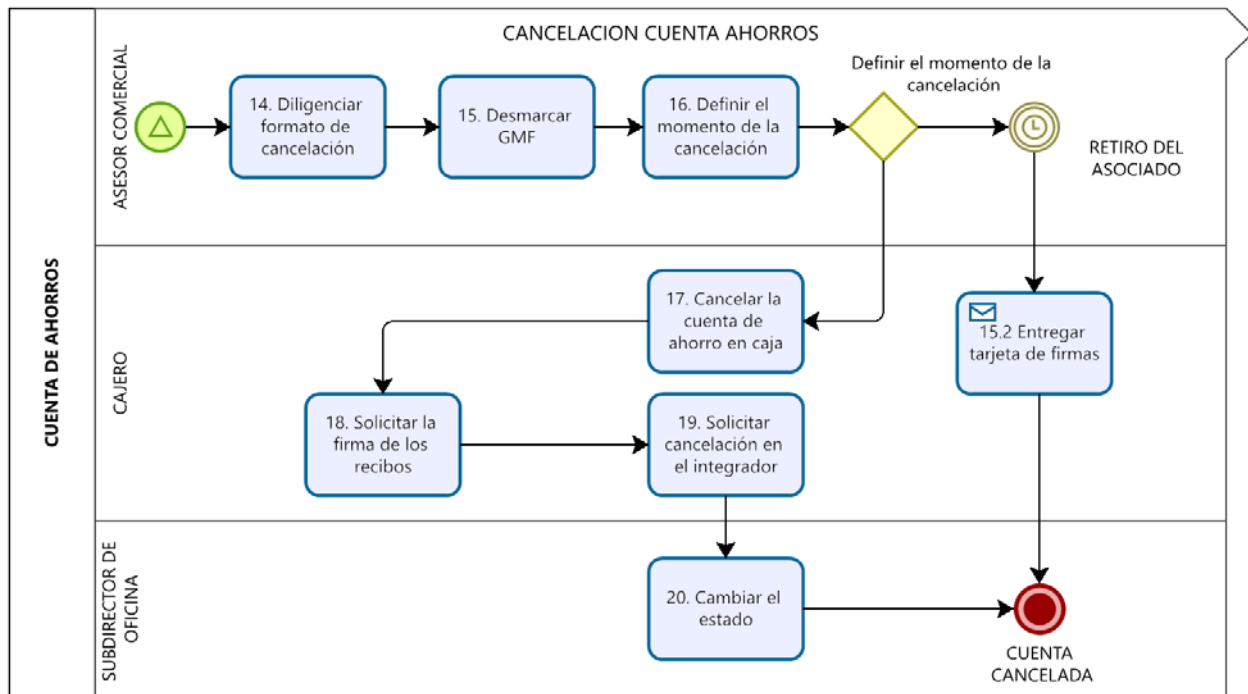 CANCELACION CUENTA AHORROS
CUENTA DE AHORROS
ASESOR COMERCIAL
14. Diligenciar
formato de
cancelación
15. Desmarcar
GMF
16. Definir el
momento de la
cancelación
Definir el momento de la
cancelación
RETIRO DEL
ASOCIADO
CAJERO
17. Cancelar la
cuenta de
ahorro en caja
15.2 Entregar
tarjeta de firmas
18. Solicitar la
firma de los
recibos
19. Solicitar
cancelación en
el integrador
SUBDIRECTOR DE
OFICINA
20. Cambiar el
estado
CUENTA
CANCELADA